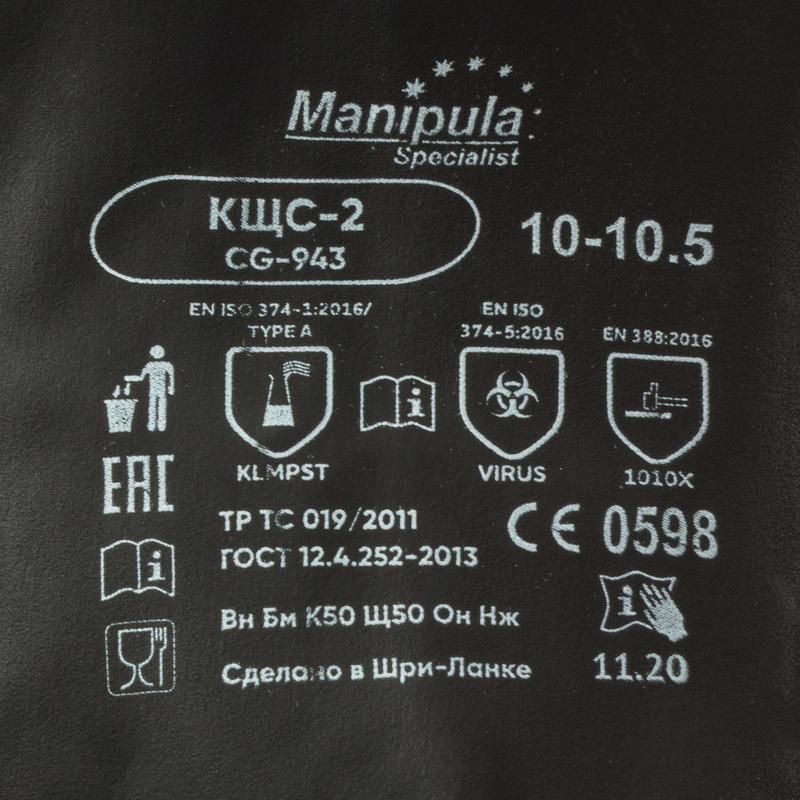 Manipula
Specialist
КЩС-2
CG-943
10-10.5
EN ISO 374-1:2016/
TYPE A
EN ISO
374-5:2016
EN 388:2016
KLMPST
VIRUS
1010X
EAC
ТР ТС 019/2011
ГОСТ 12.4.252-2013
CE 0598
Вн Бм К50 Щ50 Он Нж
Сделано в Шри-Ланке
11.20